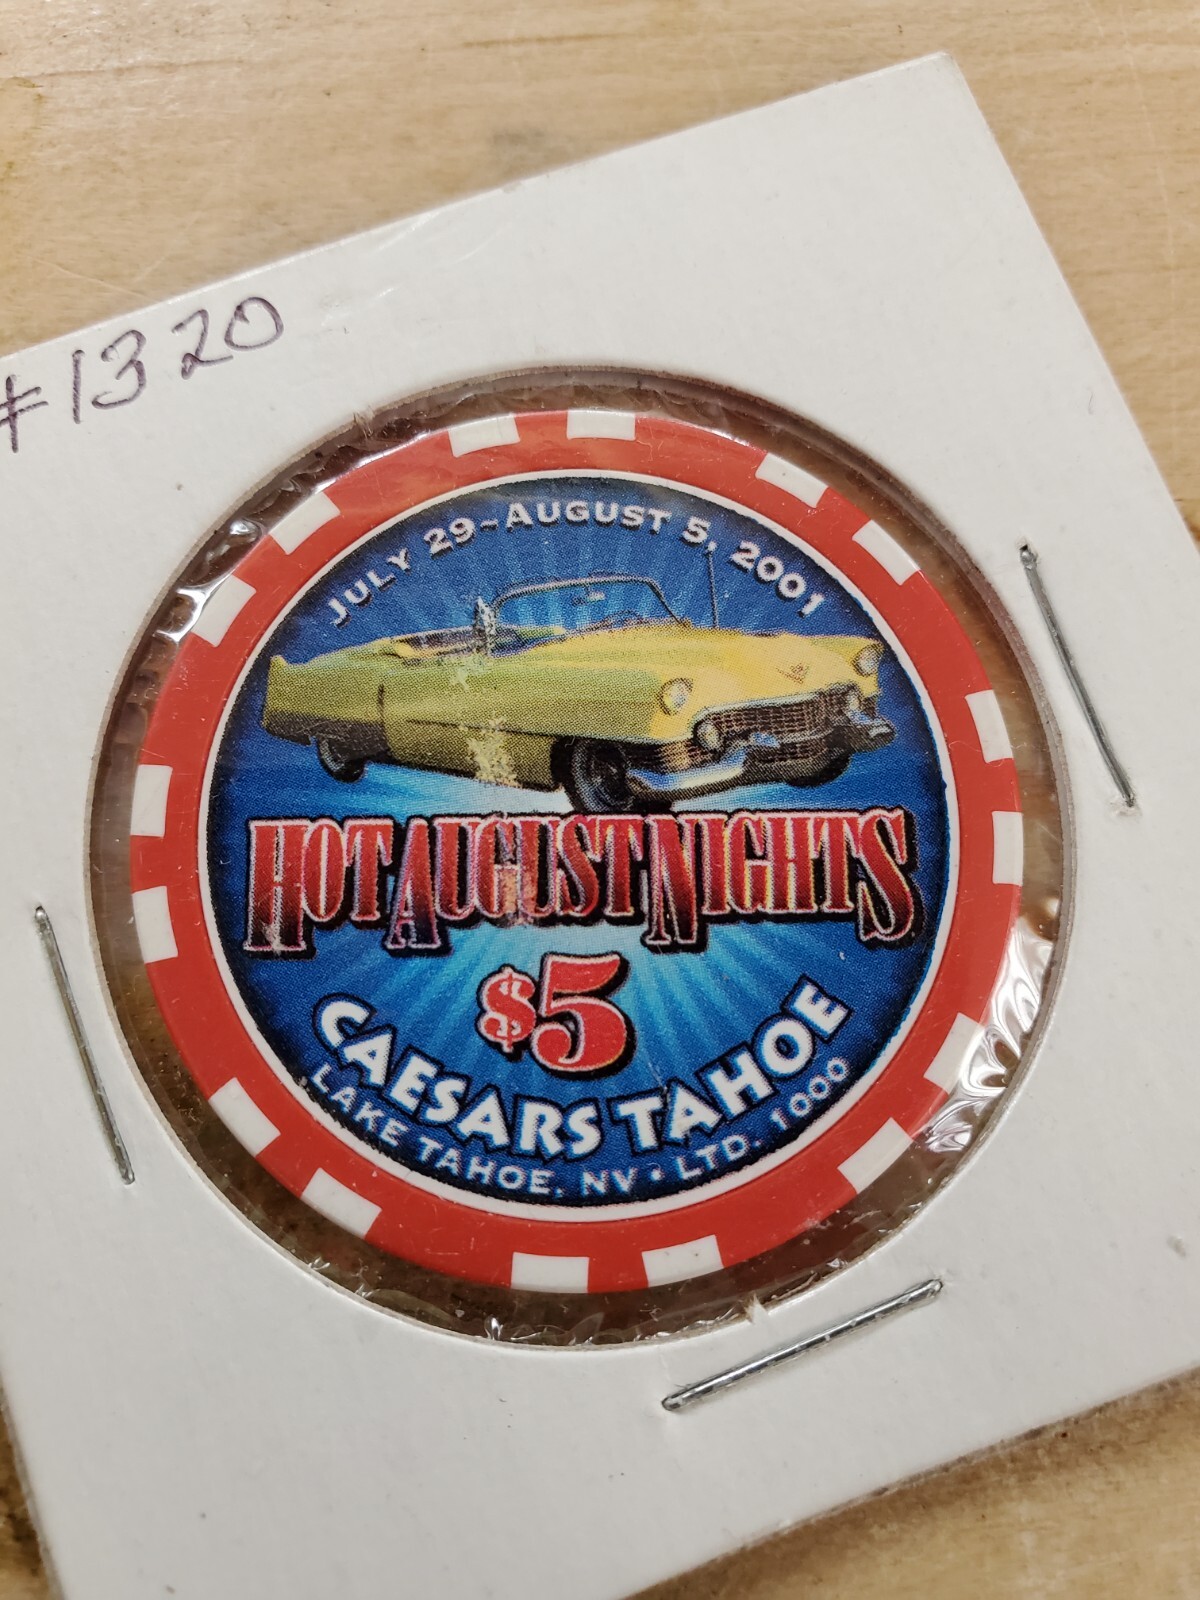 #1320
JULY 29~AUGUST 5, 2001
HOT AUGUST NIGHTS
$5
CAESARS TAHOE
LAKE TAHOE, NV • LTD. 1000